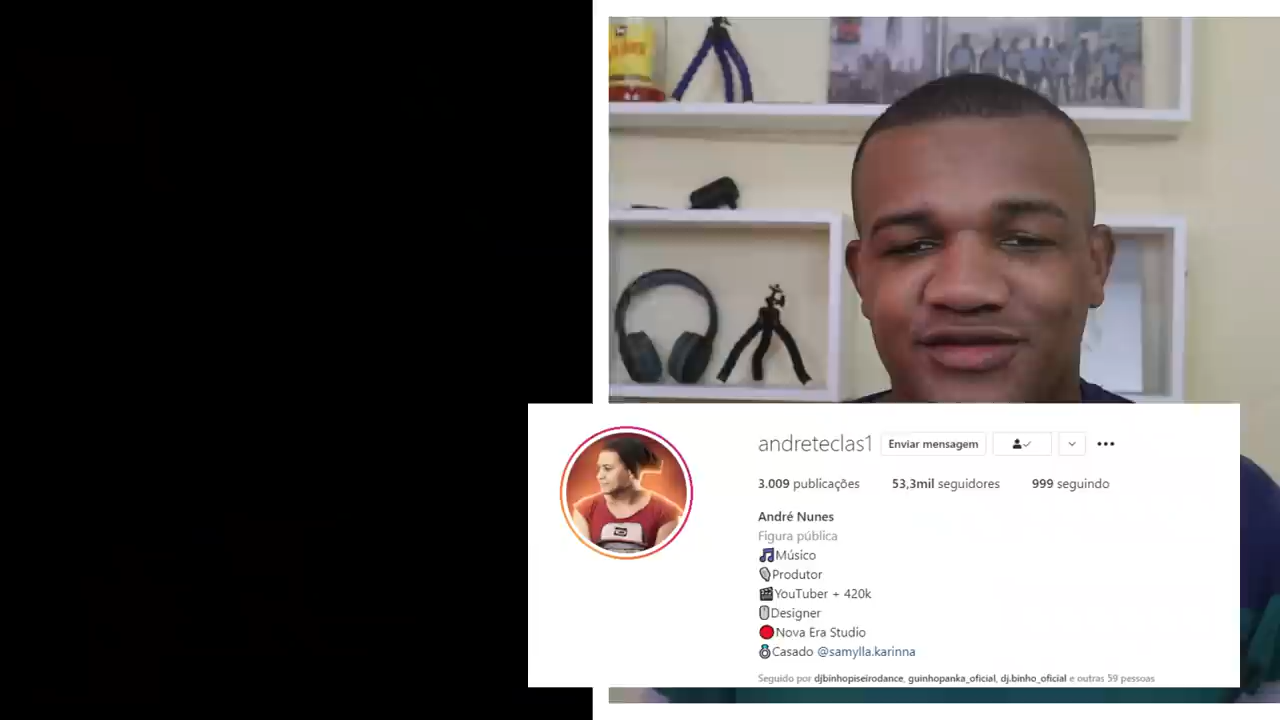 andreteclas1 Enviar mensagem
3.009 publicações 53,3mil seguidores 999 seguindo
André Nunes
Figura pública
🎵Músico
Produtor
🎬YouTuber + 420k
Designer
🔴Nova Era Studio
💍Casado @samylla.karinna
Seguido por djbinhopiseirodance, guinhopanka_oficial, dj.binho_oficial e outras 59 pessoas